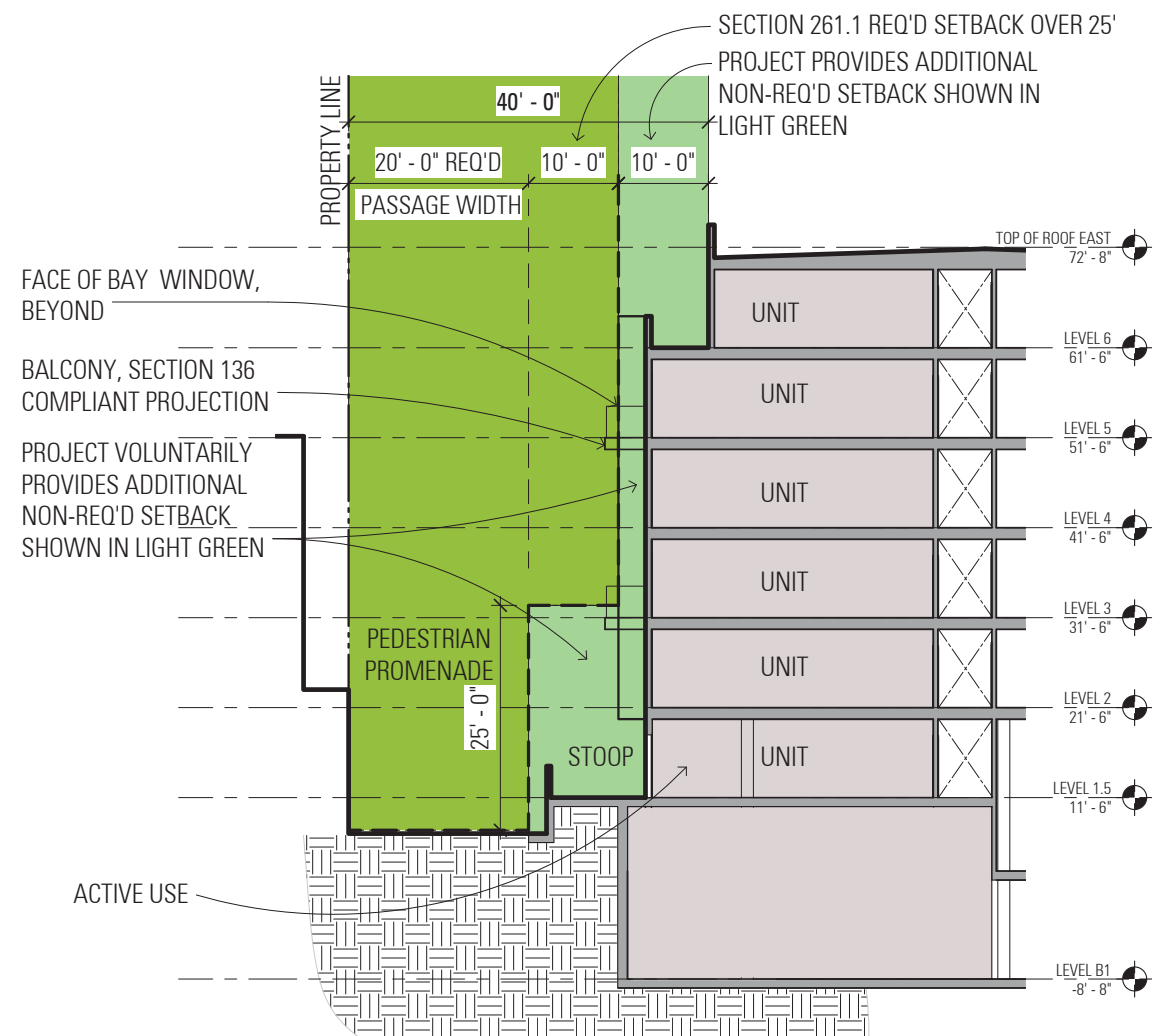 SECTION 261.1 REQ'D SETBACK OVER 25'
PROJECT PROVIDES ADDITIONAL
NON-REQ'D SETBACK SHOWN IN
LIGHT GREEN
PROPERTY LINE
40' - 0"
20' - 0" REQ'D
10' - 0"
10' - 0"
PASSAGE WIDTH
TOP OF ROOF EAST
72' - 8"
FACE OF BAY WINDOW,
BEYOND
UNIT
LEVEL 6
61' - 6"
BALCONY, SECTION 136
COMPLIANT PROJECTION
UNIT
LEVEL 5
51' - 6"
PROJECT VOLUNTARILY
PROVIDES ADDITIONAL
NON-REQ'D SETBACK
SHOWN IN LIGHT GREEN
UNIT
LEVEL 4
41' - 6"
UNIT
LEVEL 3
31' - 6"
PEDESTRIAN
PROMENADE
25' - 0"
UNIT
LEVEL 2
21' - 6"
STOOP
UNIT
LEVEL 1.5
11' - 6"
ACTIVE USE
LEVEL B1
-8' - 8"